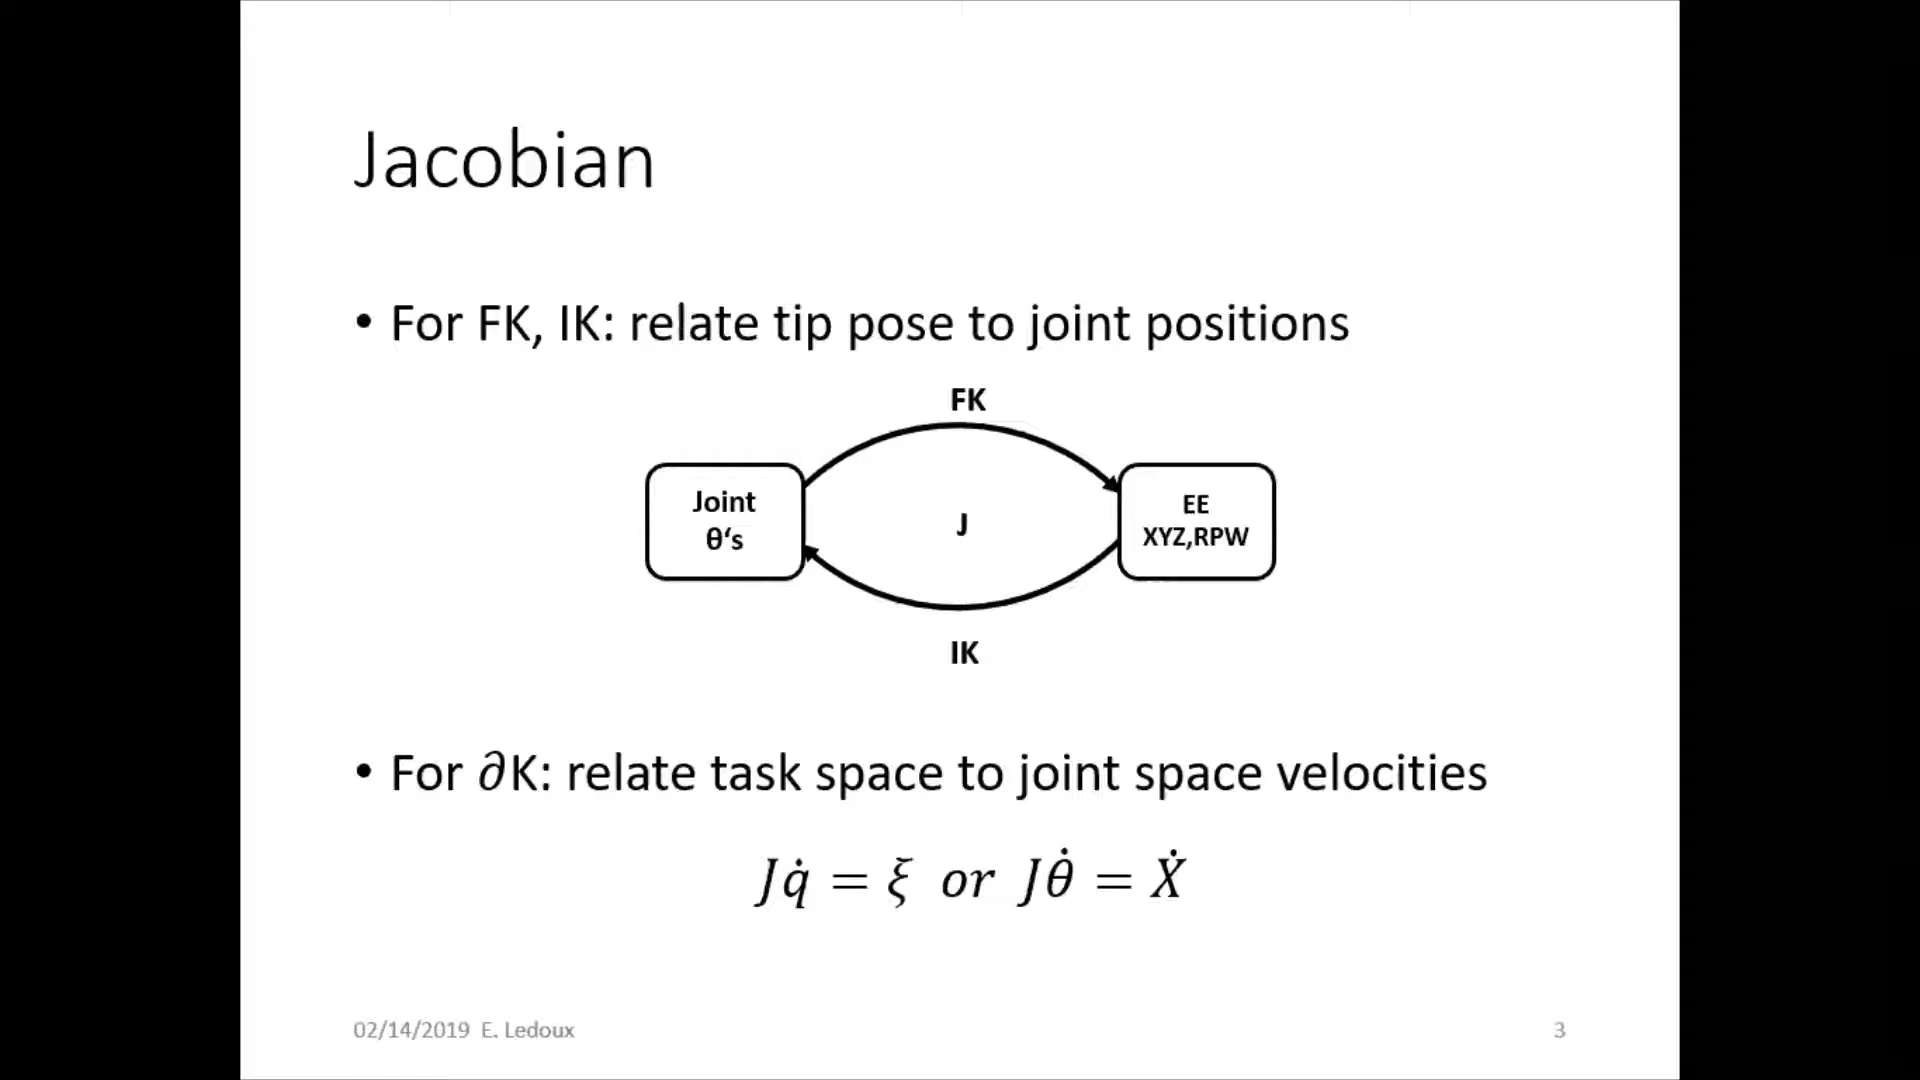 Jacobian
• For FK, IK: relate tip pose to joint positions
FK
Joint
θ‘s
J
EE
XYZ,RPW
IK
• For ∂K: relate task space to joint space velocities
Jq̇ = ξ or Jθ̇ = Ẋ
02/14/2019 E. Ledoux
3